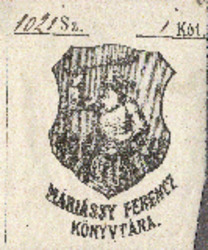 1021 Sz. 1 Köt.
MÁRIÁSSY FERENCZ
KÖNYVTÁRA.